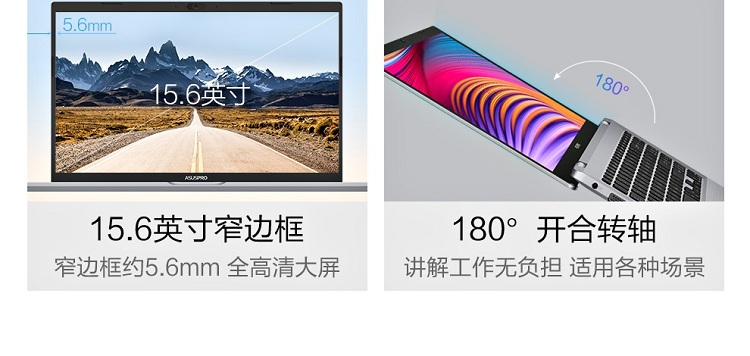 5.6mm
15.6英寸
ASUSPRO
15.6英寸窄边框
窄边框约5.6mm 全高清大屏
180°
180° 开合转轴
讲解工作无负担 适用各种场景